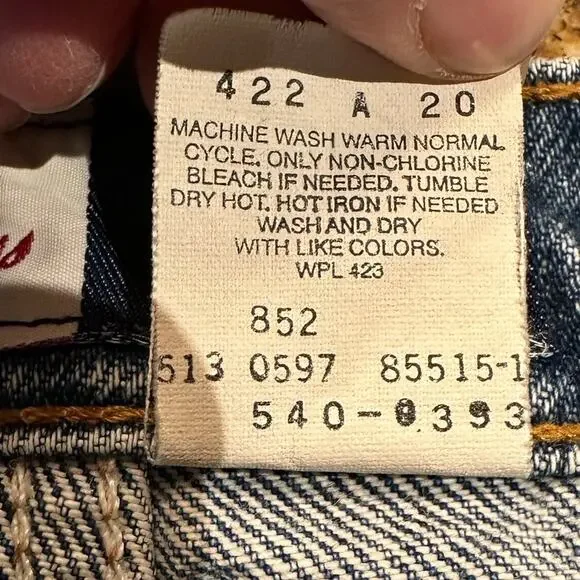 422 A 20
MACHINE WASH WARM NORMAL
CYCLE. ONLY NON-CHLORINE
BLEACH IF NEEDED. TUMBLE
DRY HOT. HOT IRON IF NEEDED
WASH AND DRY
WITH LIKE COLORS.
WPL 423
852
513 0597 85515-1
540-